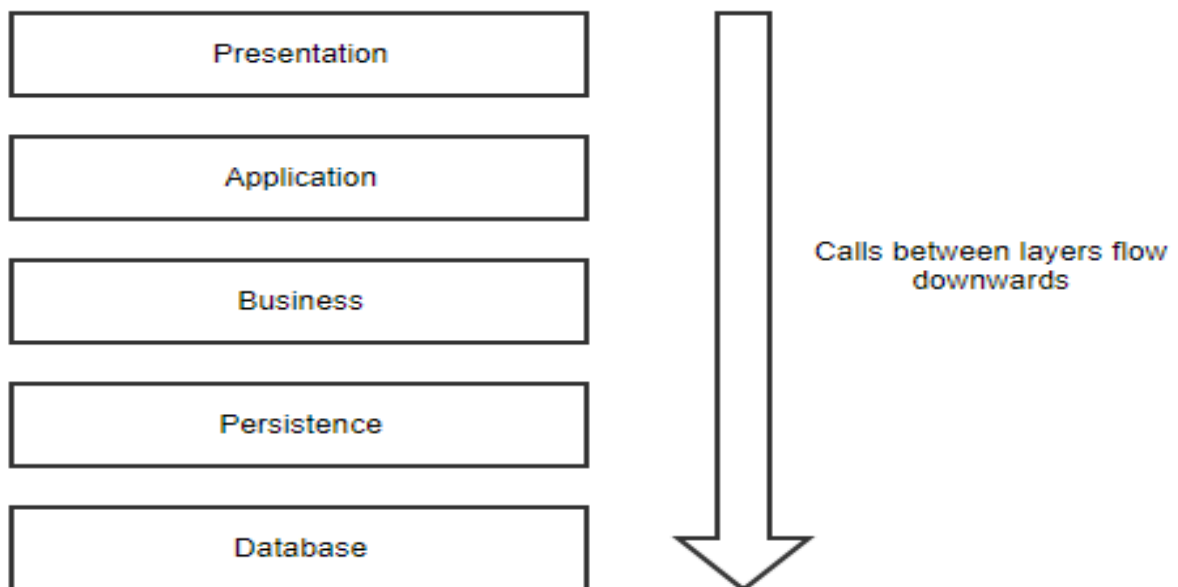 Presentation
Application
Business
Persistence
Database
Calls between layers flow
downwards